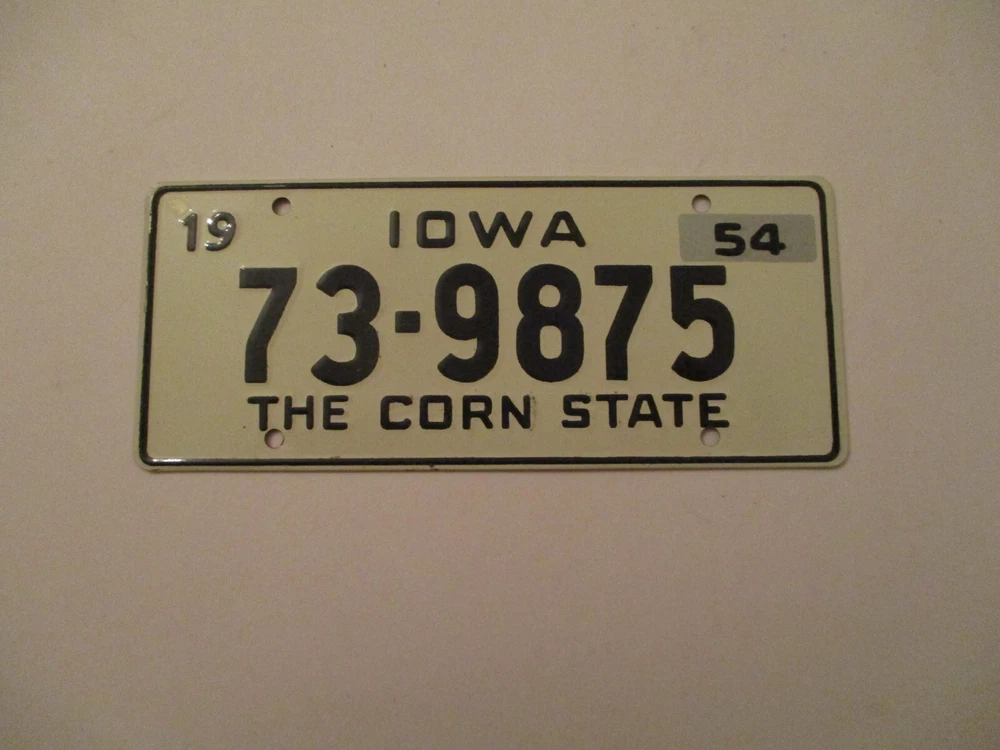 19 IOWA 54
73-9875
THE CORN STATE